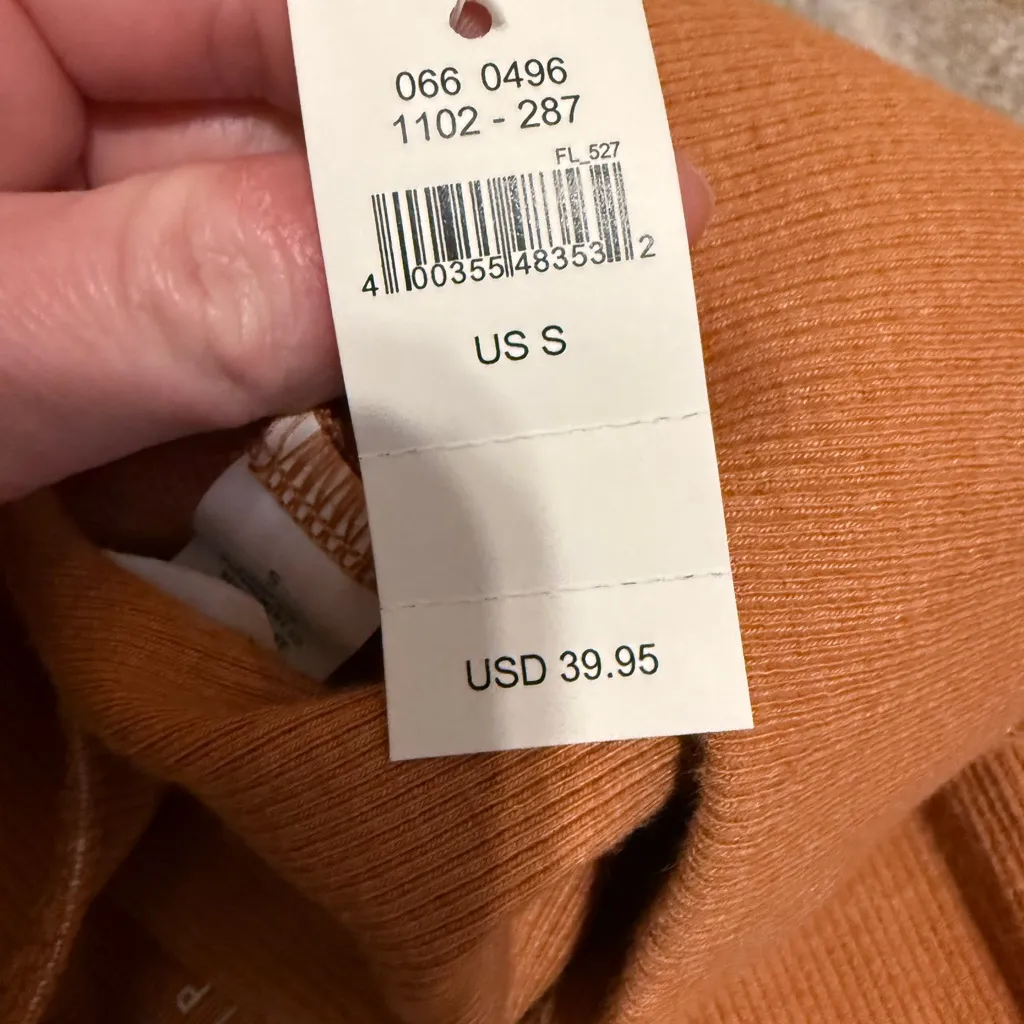 066 0496
1102 - 287
FL_527
4 00355 48353 2
US S
USD 39.95
S
P